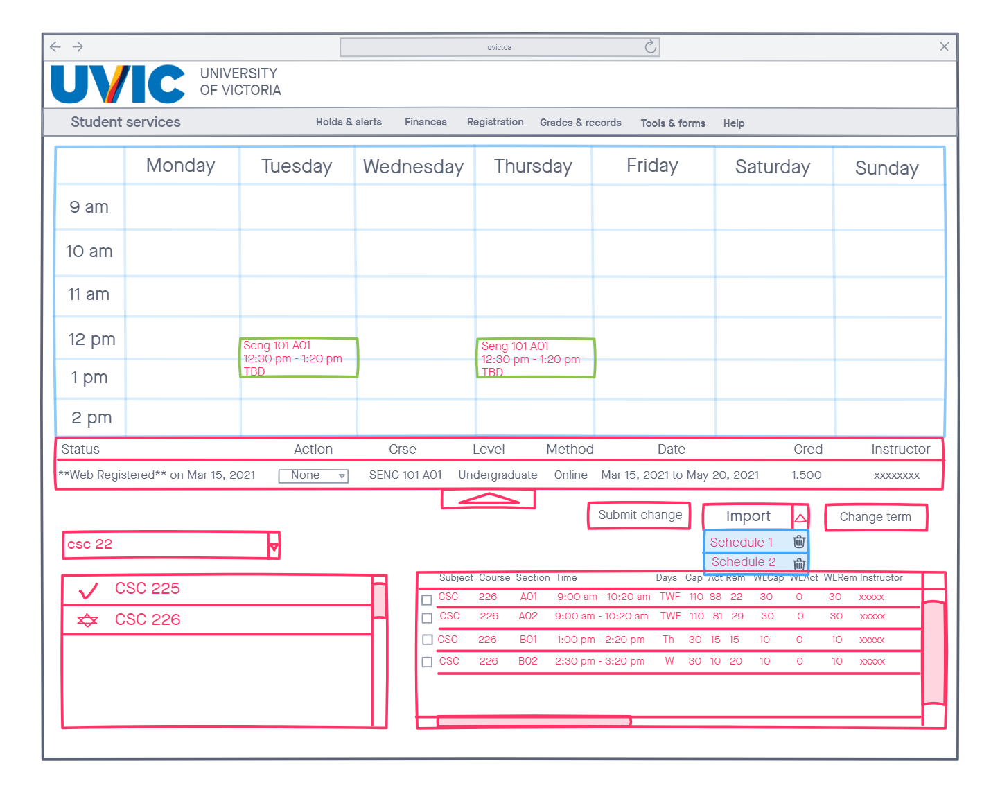 uvic.ca
UVIC
UNIVERSITY
OF VICTORIA
Student services Holds & alerts Finances Registration Grades & records Tools & forms Help
Monday Tuesday Wednesday Thursday Friday Saturday Sunday
9 am
10 am
11 am
12 pm
Seng 101 A01 Seng 101 A01
12:30 pm - 1:20 pm 12:30 pm - 1:20 pm
TBD TBD
1 pm
2 pm
Status Action Crse Level Method Date Cred Instructor
**Web Registered** on Mar 15, 2021 None SENG 101 A01 Undergraduate Online Mar 15, 2021 to May 20, 2021 1.500 xxxxxxxx
Submit change Import Change term
Schedule 1
Schedule 2
csc 22
CSC 225
CSC 226
Subject Course Section Time Days Cap Act Rem WLCap WLAct WLRem Instructor
CSC 226 A01 9:00 am - 10:20 am TWF 110 88 22 30 0 30 xxxxx
CSC 226 A02 9:00 am - 10:20 am TWF 110 81 29 30 0 30 xxxxx
CSC 226 B01 1:00 pm - 2:20 pm Th 30 15 15 10 0 10 xxxxx
CSC 226 B02 2:30 pm - 3:20 pm W 30 10 20 10 0 10 xxxxx